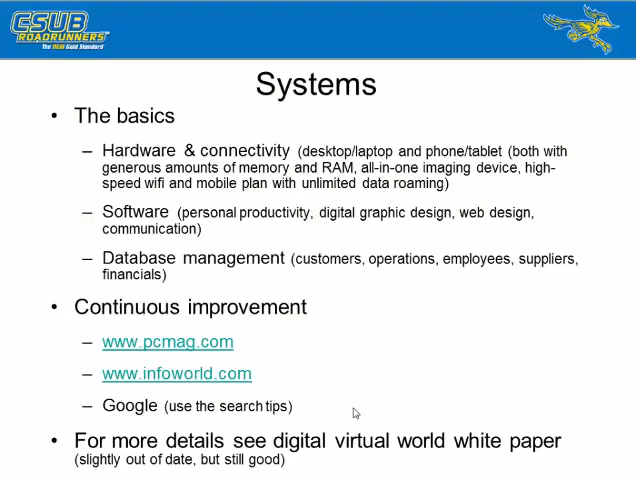 CSUB
ROADRUNNERS™
The NEW Gold Standard
Systems
• The basics
– Hardware & connectivity (desktop/laptop and phone/tablet (both with
generous amounts of memory and RAM, all-in-one imaging device, high-
speed wifi and mobile plan with unlimited data roaming)
– Software (personal productivity, digital graphic design, web design,
communication)
– Database management (customers, operations, employees, suppliers,
financials)
• Continuous improvement
– www.pcmag.com
– www.infoworld.com
– Google (use the search tips)
• For more details see digital virtual world white paper
(slightly out of date, but still good)